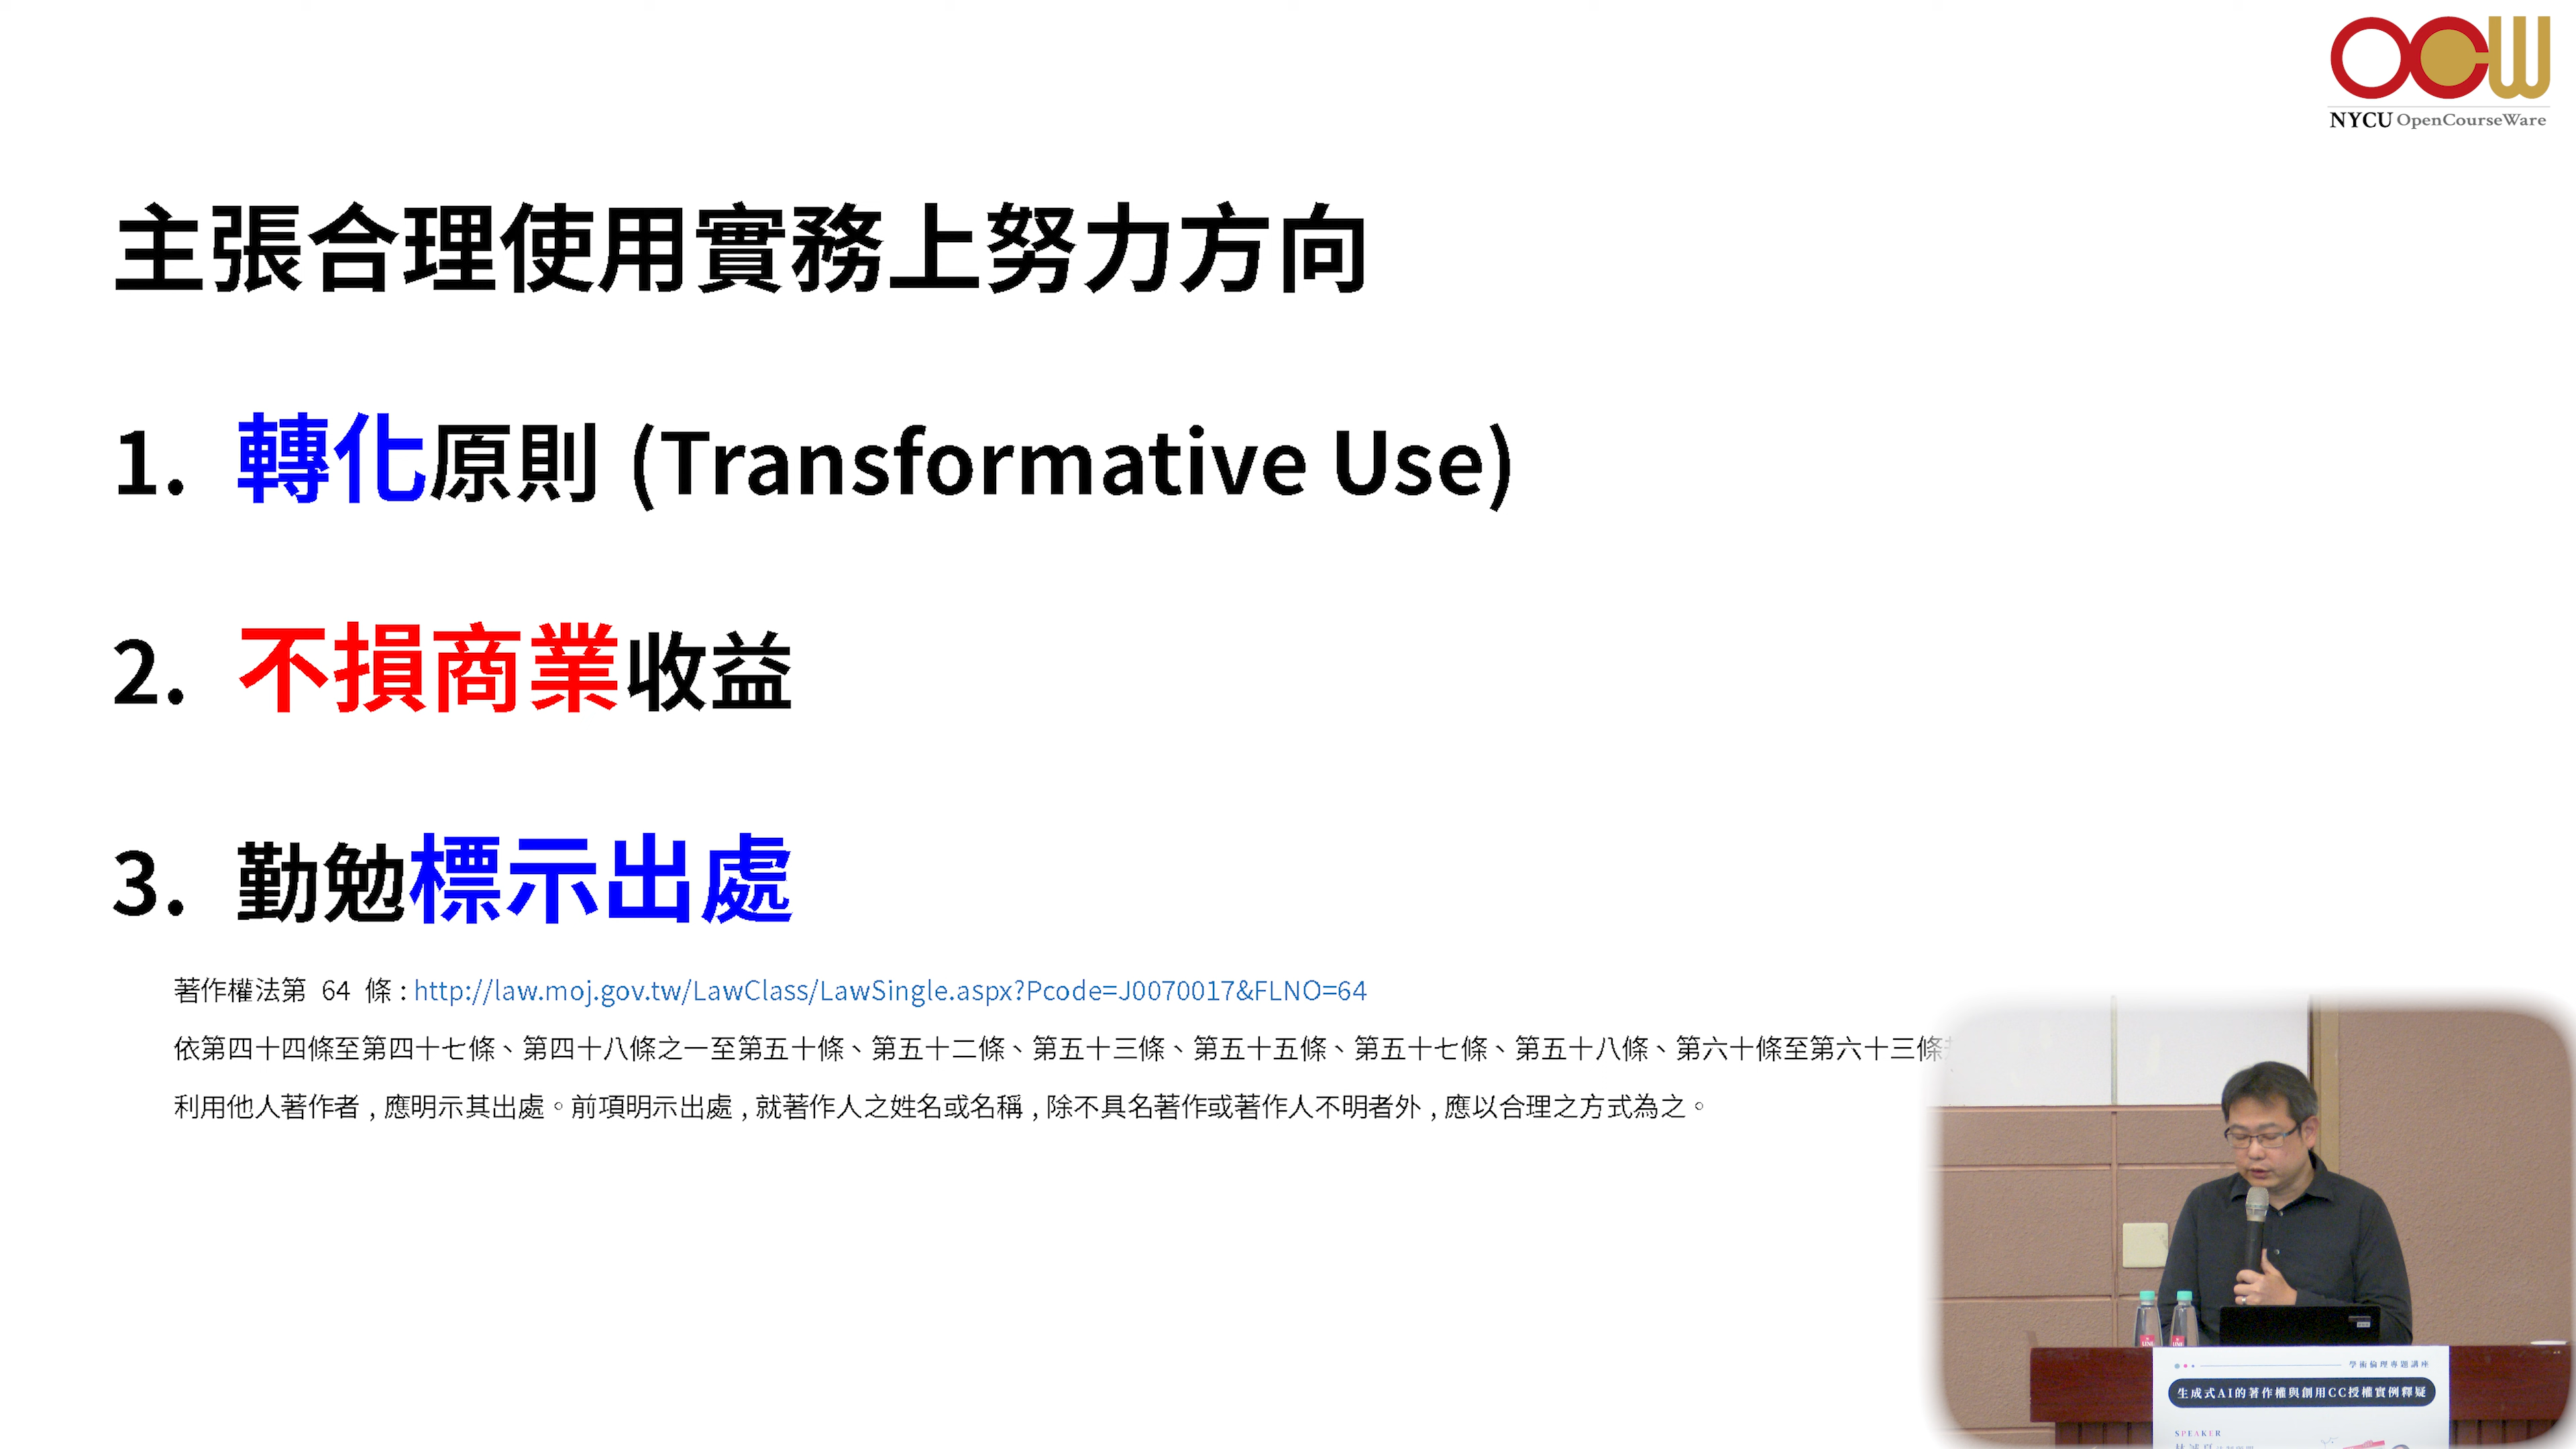 OCW
NYCU OpenCourseWare
主張合理使用實務上努力方向
1. 轉化原則 (Transformative Use)
2. 不損商業收益
3. 勤勉標示出處
著作權法第 64 條 : http://law.moj.gov.tw/LawClass/LawSingle.aspx?Pcode=J0070017&FLNO=64
依第四十四條至第四十七條、第四十八條之一至第五十條、第五十二條、第五十三條、第五十五條、第五十七條、第五十八條、第六十條至第六十三條
利用他人著作者 , 應明示其出處。前項明示出處 , 就著作人之姓名或名稱 , 除不具名著作或著作人不明者外 , 應以合理之方式為之。
學術倫理專題講座
生成式AI的著作權與創用CC授權實例釋疑
SPEAKER